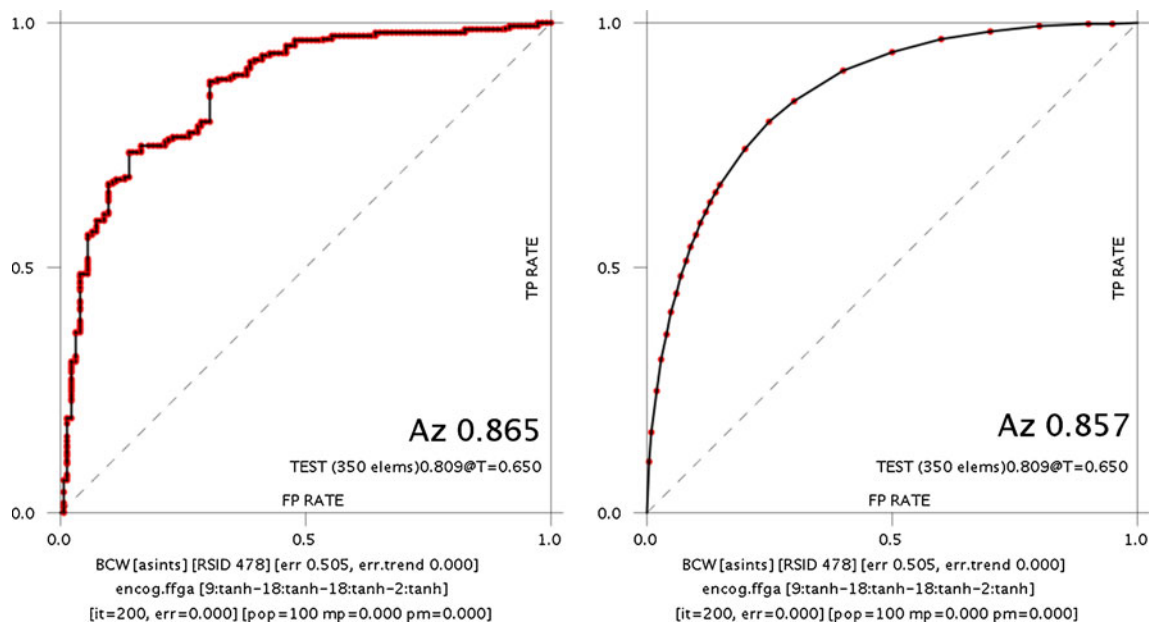 1.0
TP RATE
0.5
Az 0.865
TEST (350 elems)0.809@T=0.650
FP RATE
0.0
0.0 0.5 1.0
BCW [asints] [RSID 478] [err 0.505, err.trend 0.000]
encog.ffga [9:tanh-18:tanh-18:tanh-2:tanh]
[it=200, err=0.000] [pop=100 mp=0.000 pm=0.000]
1.0
TP RATE
0.5
Az 0.857
TEST (350 elems)0.809@T=0.650
FP RATE
0.0
0.0 0.5 1.0
BCW [asints] [RSID 478] [err 0.505, err.trend 0.000]
encog.ffga [9:tanh-18:tanh-18:tanh-2:tanh]
[it=200, err=0.000] [pop=100 mp=0.000 pm=0.000]